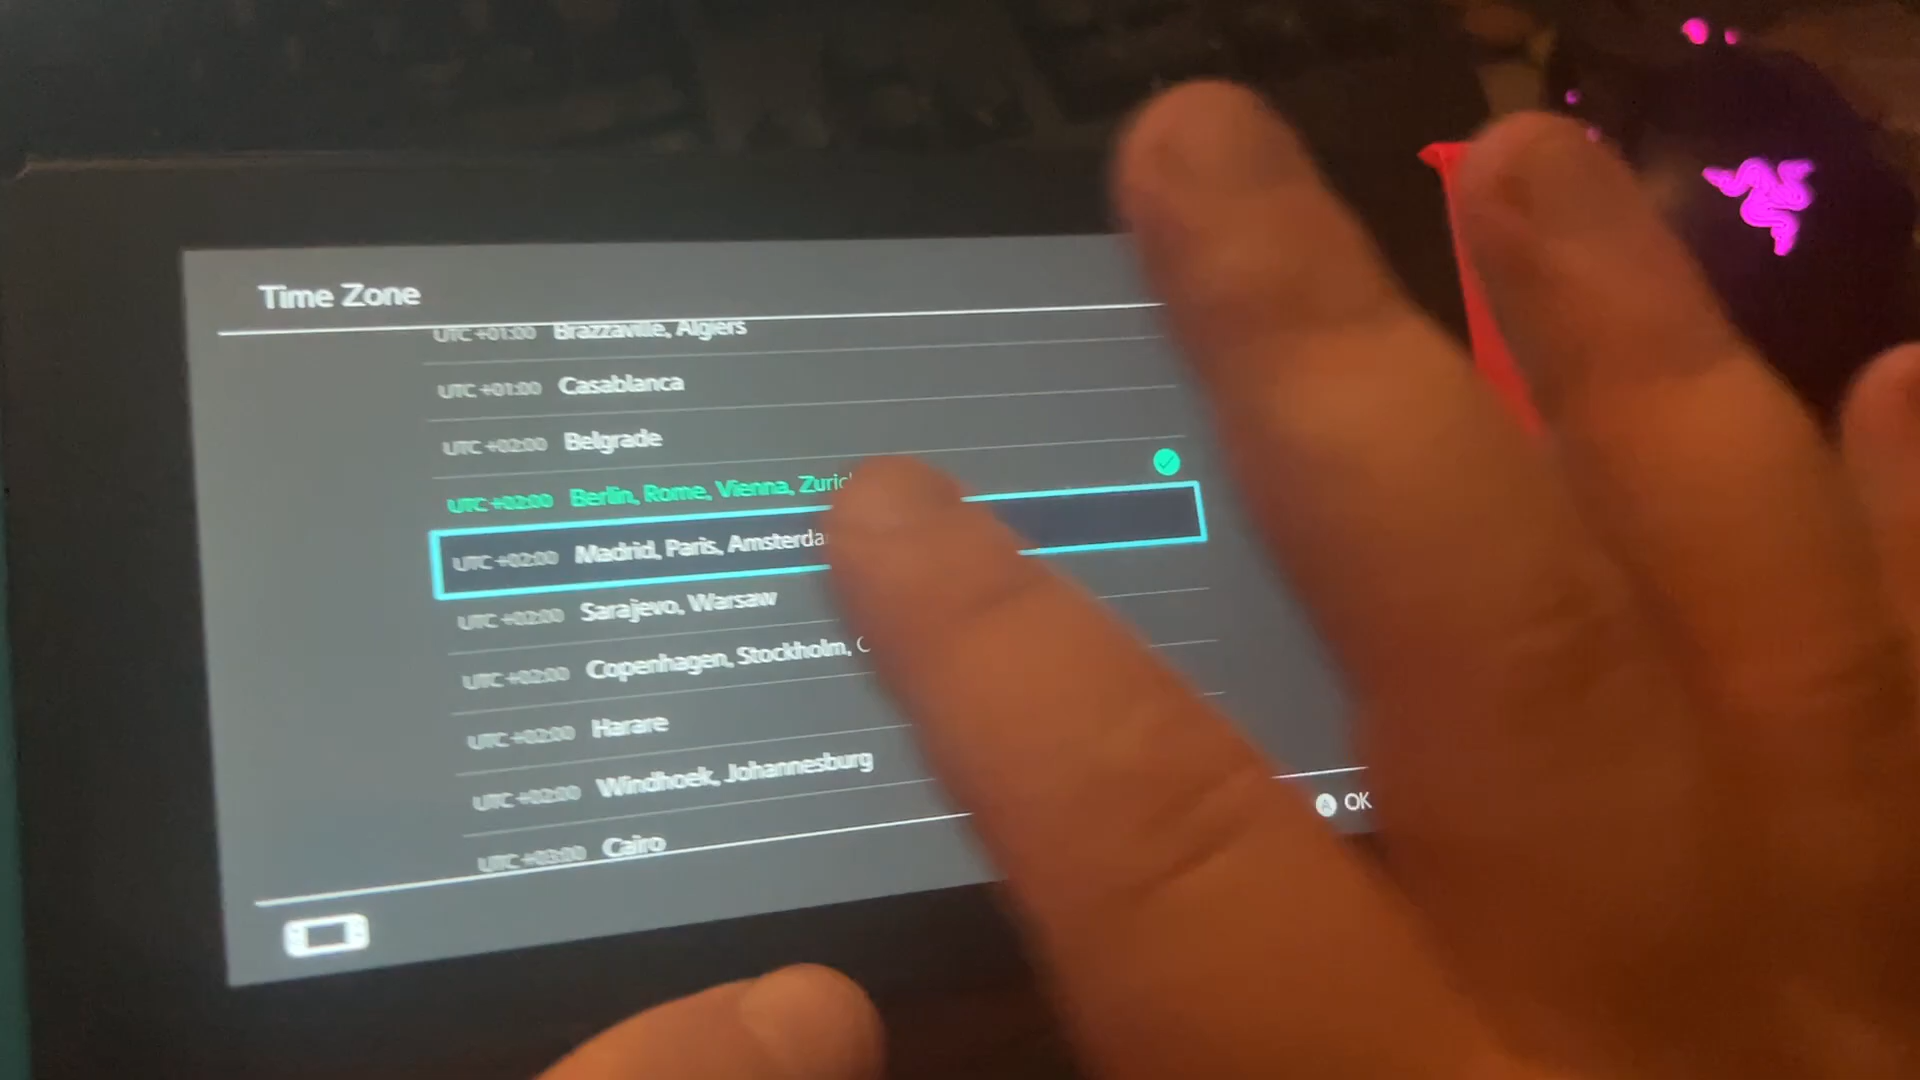 Time Zone
UTC +01:00 Brazzaville, Algiers
UTC +01:00 Casablanca
UTC +02:00 Belgrade
UTC +02:00 Berlin, Rome, Vienna,
UTC +02:00 Madrid, Paris,
UTC +02:00 Sarajevo, Warsaw
UTC +02:00 Copenhagen, Stockholm,
UTC +02:00 Harare
UTC +02:00 Windhoek, Johannesburg
UTC +03:00 Cairo
A OK